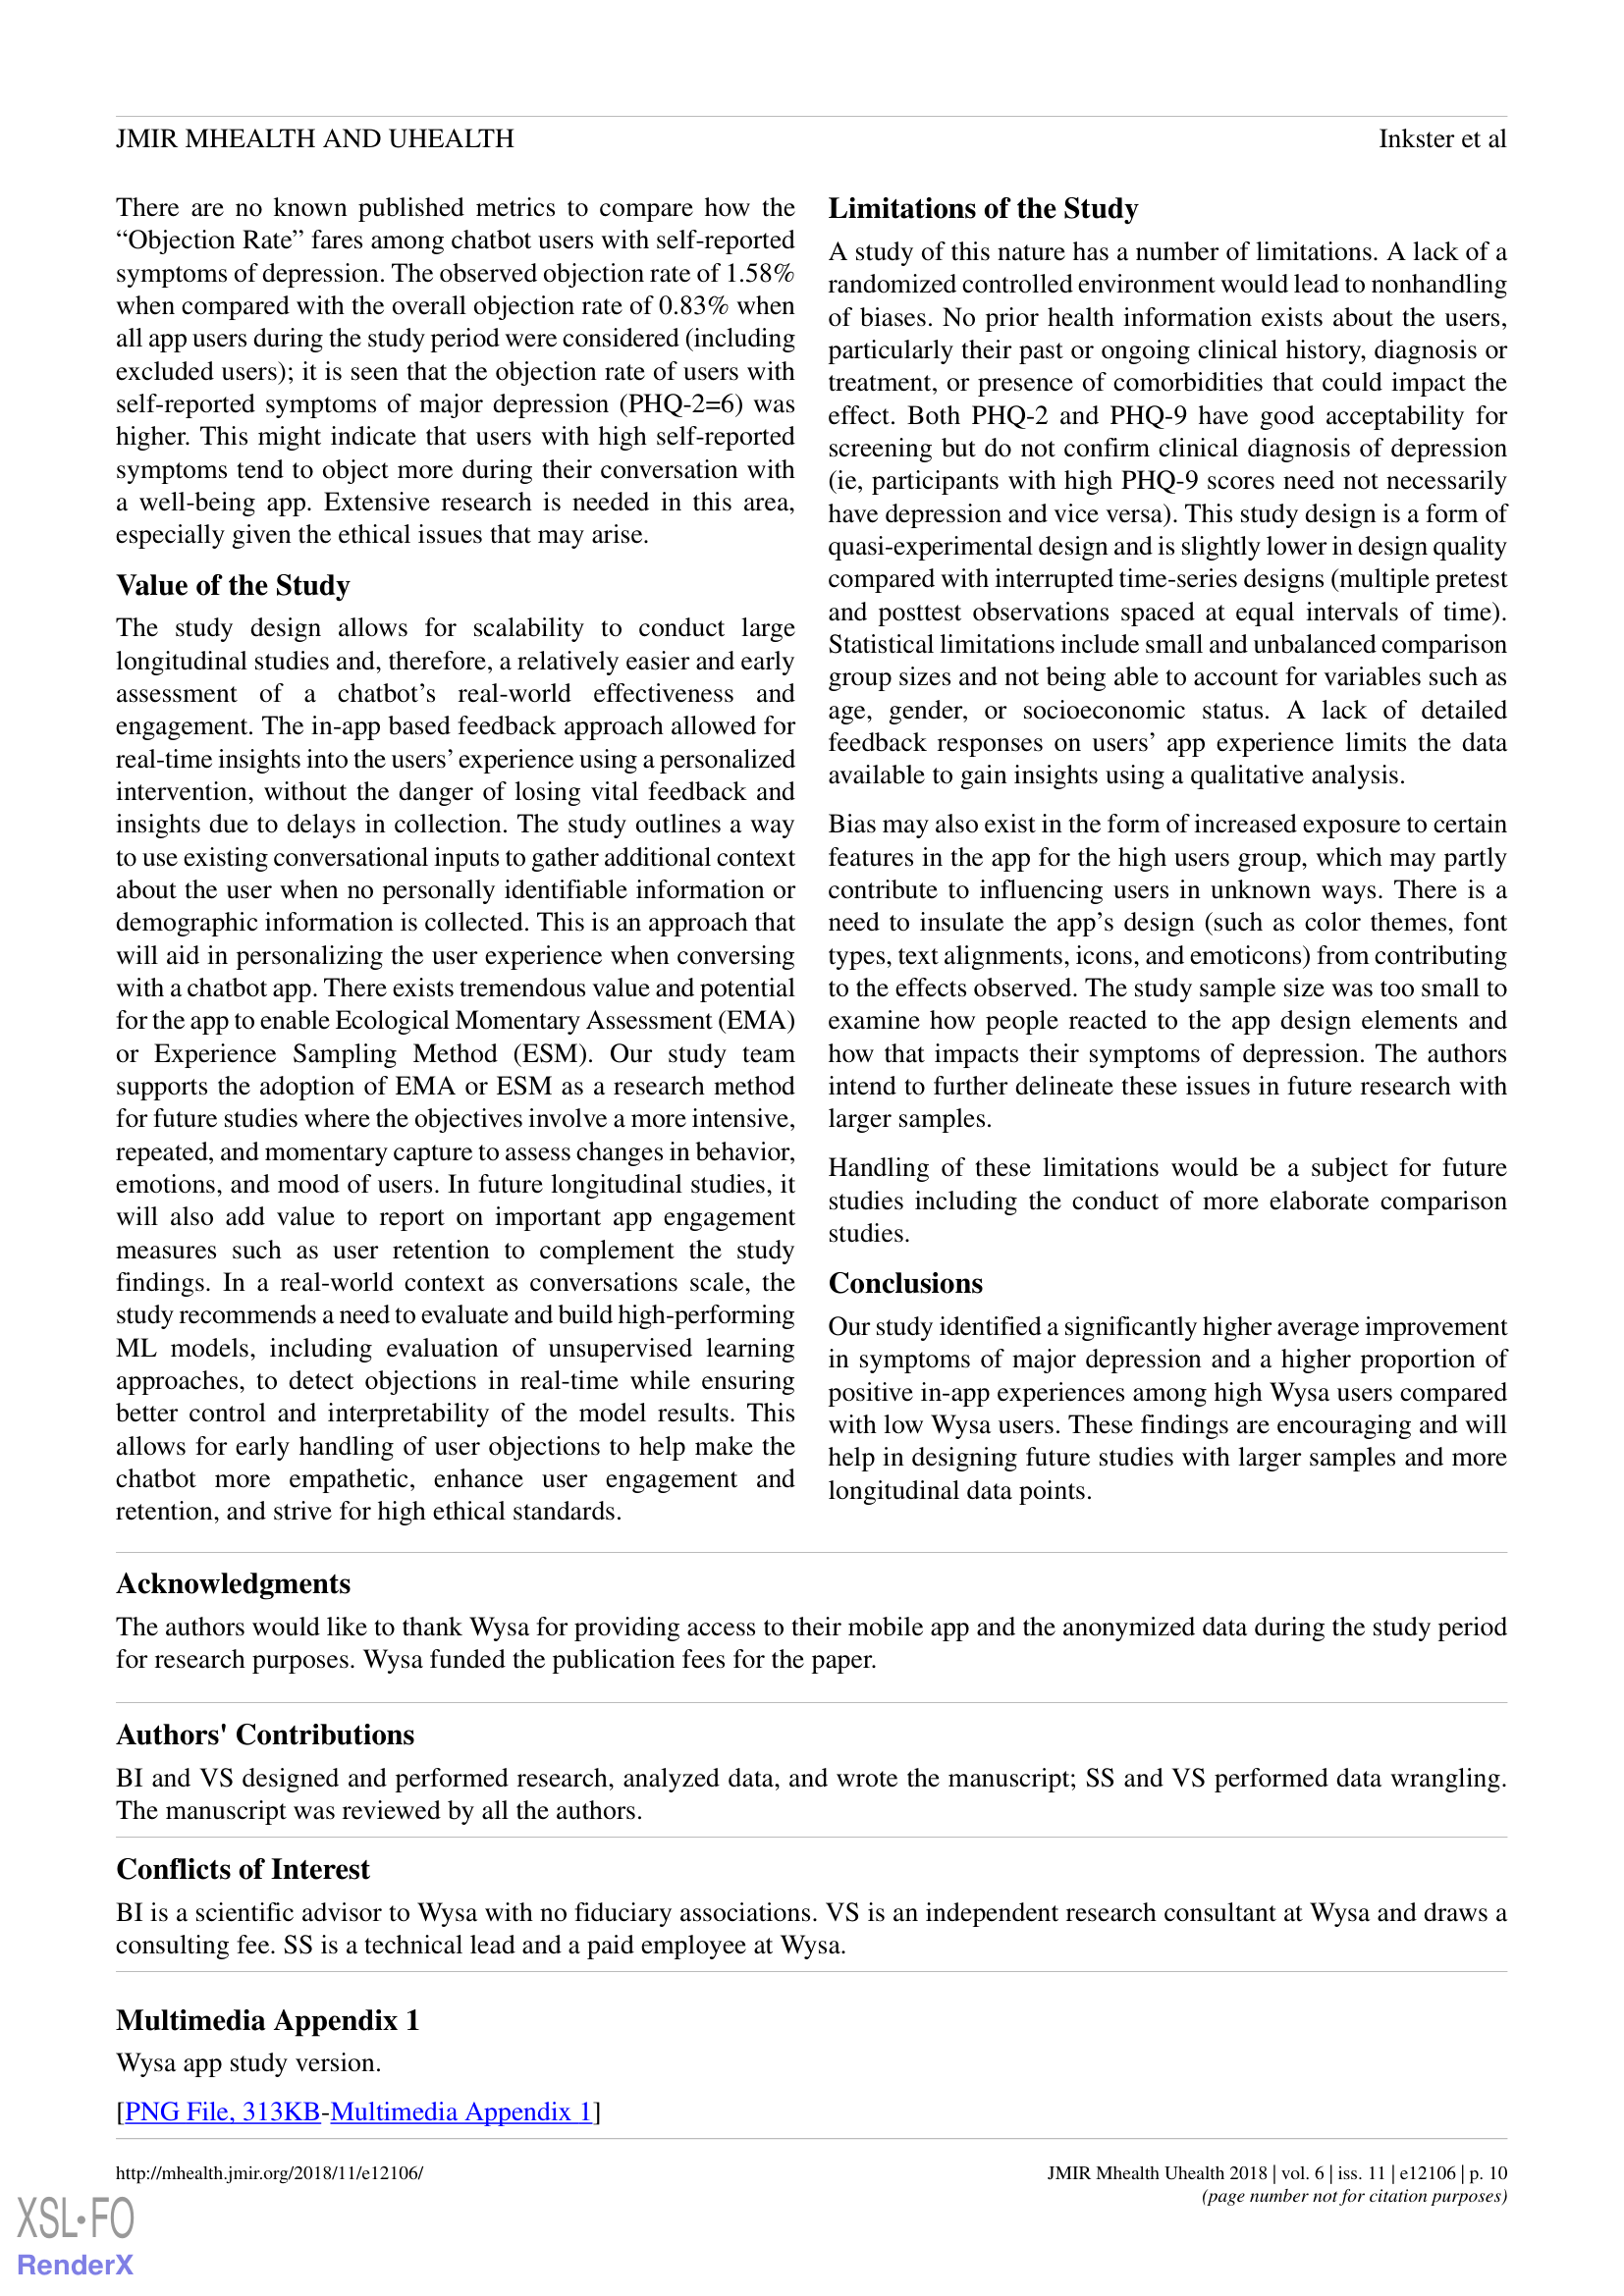 JMIR MHEALTH AND UHEALTH
Inkster et al
There are no known published metrics to compare how the
“Objection Rate” fares among chatbot users with self-reported
symptoms of depression. The observed objection rate of 1.58%
when compared with the overall objection rate of 0.83% when
all app users during the study period were considered (including
excluded users); it is seen that the objection rate of users with
self-reported symptoms of major depression (PHQ-2=6) was
higher. This might indicate that users with high self-reported
symptoms tend to object more during their conversation with
a well-being app. Extensive research is needed in this area,
especially given the ethical issues that may arise.
Value of the Study
The study design allows for scalability to conduct large
longitudinal studies and, therefore, a relatively easier and early
assessment of a chatbot’s real-world effectiveness and
engagement. The in-app based feedback approach allowed for
real-time insights into the users’ experience using a personalized
intervention, without the danger of losing vital feedback and
insights due to delays in collection. The study outlines a way
to use existing conversational inputs to gather additional context
about the user when no personally identifiable information or
demographic information is collected. This is an approach that
will aid in personalizing the user experience when conversing
with a chatbot app. There exists tremendous value and potential
for the app to enable Ecological Momentary Assessment (EMA)
or Experience Sampling Method (ESM). Our study team
supports the adoption of EMA or ESM as a research method
for future studies where the objectives involve a more intensive,
repeated, and momentary capture to assess changes in behavior,
emotions, and mood of users. In future longitudinal studies, it
will also add value to report on important app engagement
measures such as user retention to complement the study
findings. In a real-world context as conversations scale, the
study recommends a need to evaluate and build high-performing
ML models, including evaluation of unsupervised learning
approaches, to detect objections in real-time while ensuring
better control and interpretability of the model results. This
allows for early handling of user objections to help make the
chatbot more empathetic, enhance user engagement and
retention, and strive for high ethical standards.
Limitations of the Study
A study of this nature has a number of limitations. A lack of a
randomized controlled environment would lead to nonhandling
of biases. No prior health information exists about the users,
particularly their past or ongoing clinical history, diagnosis or
treatment, or presence of comorbidities that could impact the
effect. Both PHQ-2 and PHQ-9 have good acceptability for
screening but do not confirm clinical diagnosis of depression
(ie, participants with high PHQ-9 scores need not necessarily
have depression and vice versa). This study design is a form of
quasi-experimental design and is slightly lower in design quality
compared with interrupted time-series designs (multiple pretest
and posttest observations spaced at equal intervals of time).
Statistical limitations include small and unbalanced comparison
group sizes and not being able to account for variables such as
age, gender, or socioeconomic status. A lack of detailed
feedback responses on users’ app experience limits the data
available to gain insights using a qualitative analysis.
Bias may also exist in the form of increased exposure to certain
features in the app for the high users group, which may partly
contribute to influencing users in unknown ways. There is a
need to insulate the app’s design (such as color themes, font
types, text alignments, icons, and emoticons) from contributing
to the effects observed. The study sample size was too small to
examine how people reacted to the app design elements and
how that impacts their symptoms of depression. The authors
intend to further delineate these issues in future research with
larger samples.
Handling of these limitations would be a subject for future
studies including the conduct of more elaborate comparison
studies.
Conclusions
Our study identified a significantly higher average improvement
in symptoms of major depression and a higher proportion of
positive in-app experiences among high Wysa users compared
with low Wysa users. These findings are encouraging and will
help in designing future studies with larger samples and more
longitudinal data points.
Acknowledgments
The authors would like to thank Wysa for providing access to their mobile app and the anonymized data during the study period
for research purposes. Wysa funded the publication fees for the paper.
Authors' Contributions
BI and VS designed and performed research, analyzed data, and wrote the manuscript; SS and VS performed data wrangling.
The manuscript was reviewed by all the authors.
Conflicts of Interest
BI is a scientific advisor to Wysa with no fiduciary associations. VS is an independent research consultant at Wysa and draws a
consulting fee. SS is a technical lead and a paid employee at Wysa.
Multimedia Appendix 1
Wysa app study version.
[PNG File, 313KB-Multimedia Appendix 1]
http://mhealth.jmir.org/2018/11/e12106/
JMIR Mhealth Uhealth 2018 | vol. 6 | iss. 11 | e12106 | p. 10
(page number not for citation purposes)
XSL•FO
RenderX